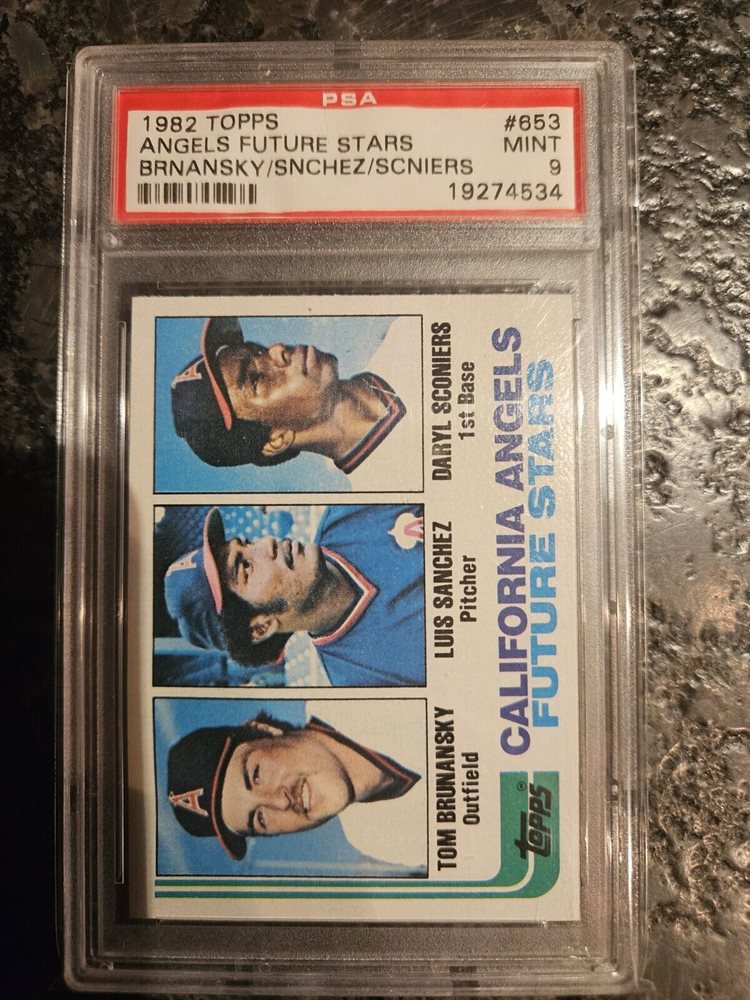 PSA
1982 TOPPS #653
ANGELS FUTURE STARS MINT
BRNANSKY/SNCHEZ/SCNIERS 9
19274534
TOM BRUNANSKY
Outfield
LUIS SANCHEZ
Pitcher
DARYL SCONIERS
1st Base
topps®
CALIFORNIA ANGELS
FUTURE STARS
A
A
A